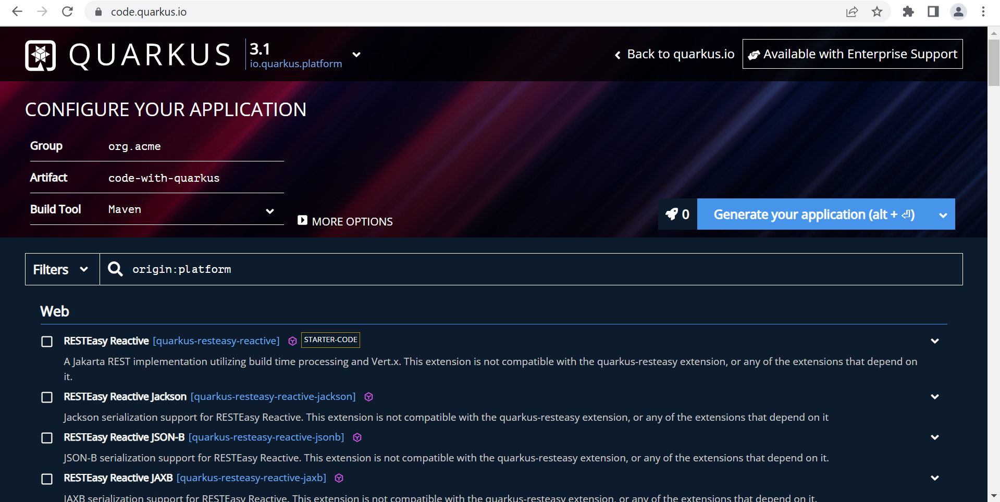 code.quarkus.io
QUARKUS
3.1
io.quarkus.platform
Back to quarkus.io
Available with Enterprise Support
CONFIGURE YOUR APPLICATION
Group org.acme
Artifact code-with-quarkus
Build Tool Maven
MORE OPTIONS
0
Generate your application (alt + ⏎)
Filters
origin:platform
Web
RESTEasy Reactive [quarkus-resteasy-reactive] STARTER-CODE
A Jakarta REST implementation utilizing build time processing and Vert.x. This extension is not compatible with the quarkus-resteasy extension, or any of the extensions that depend on
it.
RESTEasy Reactive Jackson [quarkus-resteasy-reactive-jackson]
Jackson serialization support for RESTEasy Reactive. This extension is not compatible with the quarkus-resteasy extension, or any of the extensions that depend on it
RESTEasy Reactive JSON-B [quarkus-resteasy-reactive-jsonb]
JSON-B serialization support for RESTEasy Reactive. This extension is not compatible with the quarkus-resteasy extension, or any of the extensions that depend on it.
RESTEasy Reactive JAXB [quarkus-resteasy-reactive-jaxb]
JAXB serialization support for RESTEasy Reactive. This extension is not compatible with the quarkus-resteasy extension, or any of the extensions that depend on it.